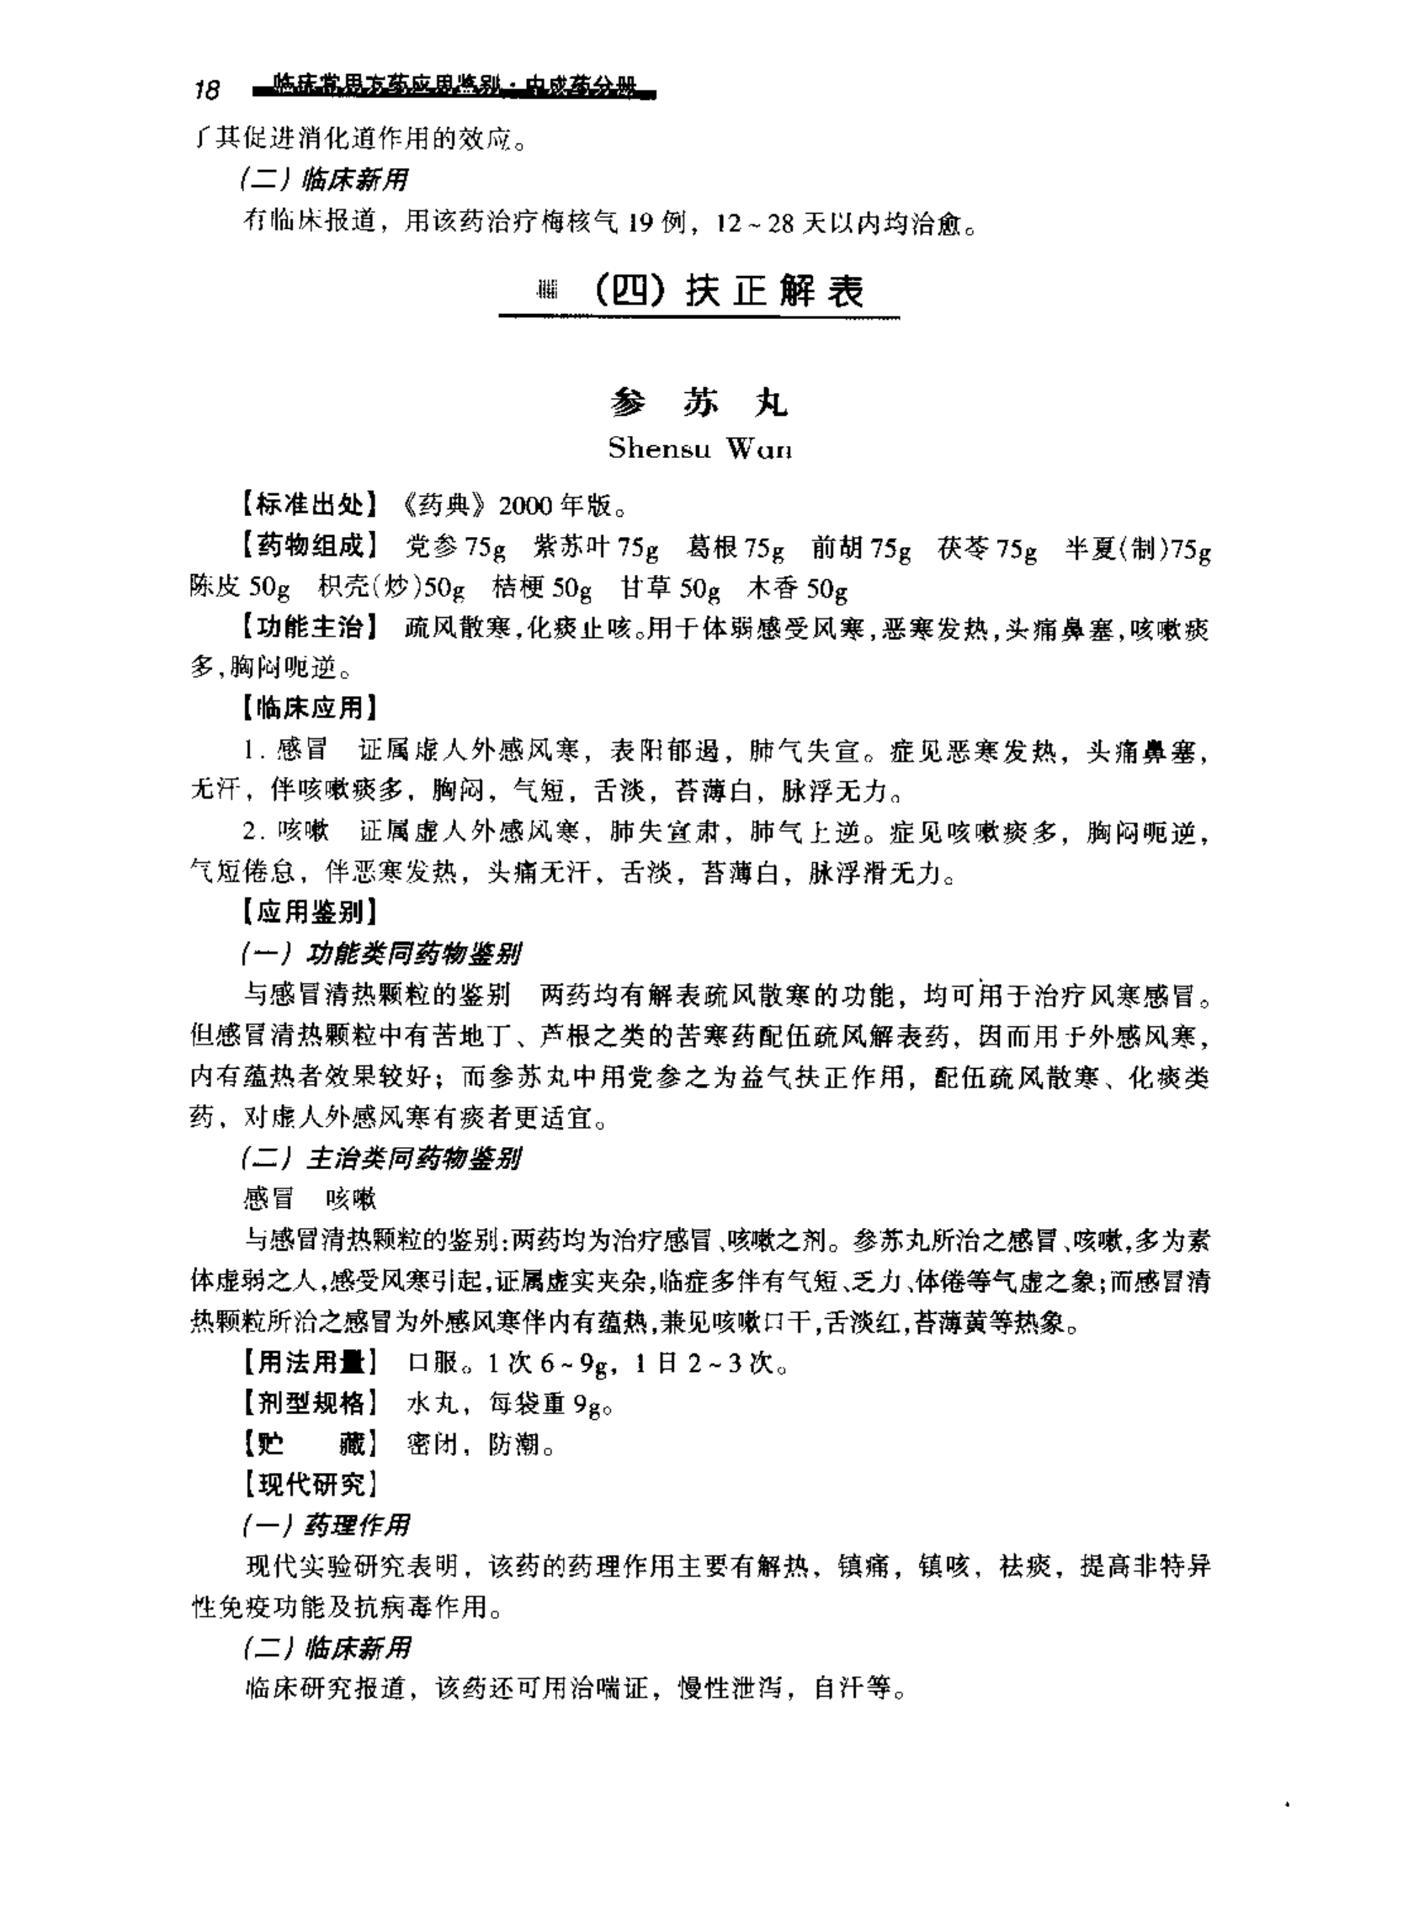 18 临床常用方药应用鉴别·中成药分册
了其促进消化道作用的效应。
(二)临床新用
有临床报道，用该药治疗梅核气 19 例，12~28 天以内均治愈。
(四)扶正解表
参 苏 丸
Shensu Wan
【标准出处】 《药典》2000 年版。
【药物组成】 党参 75g 紫苏叶 75g 葛根 75g 前胡 75g 茯苓 75g 半夏(制)75g
陈皮 50g 枳壳(炒)50g 桔梗 50g 甘草 50g 木香 50g
【功能主治】 疏风散寒,化痰止咳。用于体弱感受风寒,恶寒发热,头痛鼻塞,咳嗽痰
多,胸闷呃逆。
【临床应用】
1. 感冒 证属虚人外感风寒，表阳郁遏，肺气失宣。症见恶寒发热，头痛鼻塞，
无汗，伴咳嗽痰多，胸闷，气短，舌淡，苔薄白，脉浮无力。
2. 咳嗽 证属虚人外感风寒，肺失宣肃，肺气上逆。症见咳嗽痰多，胸闷呃逆，
气短倦怠，伴恶寒发热，头痛无汗，舌淡，苔薄白，脉浮滑无力。
【应用鉴别】
(一) 功能类同药物鉴别
与感冒清热颗粒的鉴别 两药均有解表疏风散寒的功能，均可用于治疗风寒感冒。
但感冒清热颗粒中有苦地丁、芦根之类的苦寒药配伍疏风解表药，因而用于外感风寒，
内有蕴热者效果较好；而参苏丸中用党参之为益气扶正作用，配伍疏风散寒、化痰类
药，对虚人外感风寒有痰者更适宜。
(二) 主治类同药物鉴别
感冒 咳嗽
与感冒清热颗粒的鉴别:两药均为治疗感冒、咳嗽之剂。参苏丸所治之感冒、咳嗽,多为素
体虚弱之人,感受风寒引起,证属虚实夹杂,临症多伴有气短、乏力、体倦等气虚之象;而感冒清
热颗粒所治之感冒为外感风寒伴内有蕴热,兼见咳嗽口干,舌淡红,苔薄黄等热象。
【用法用量】 口服。1 次 6~9g，1 日 2~3 次。
【剂型规格】 水丸，每袋重 9g。
【贮 藏】 密闭，防潮。
【现代研究】
(一)药理作用
现代实验研究表明，该药的药理作用主要有解热，镇痛，镇咳，祛痰，提高非特异
性免疫功能及抗病毒作用。
(二)临床新用
临床研究报道，该药还可用治喘证，慢性泄泻，自汗等。